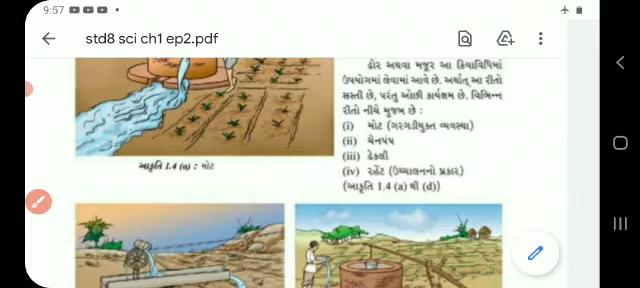 9:57
std8 sci ch1 ep2.pdf
ઢોર અથવા મજૂર આ ક્રિયાવિધિમાં
ઉપયોગમાં લેવામાં આવે છે. અર્થાત્ આ રીતો
સસ્તી છે, પરંતુ ઓછી કાર્યક્ષમ છે. વિભિન્ન
રીતો નીચે મુજબ છે :
(i) મોટ (ગરગડીયુક્ત વ્યવસ્થા)
(ii) ચેનપંપ
(iii) ઢેકલી
(iv) રહેંટ (ઉચ્ચાલનનો પ્રકાર)
(આકૃતિ 1.4 (a) થી (d))
આકૃતિ 1.4 (a) : મોટ